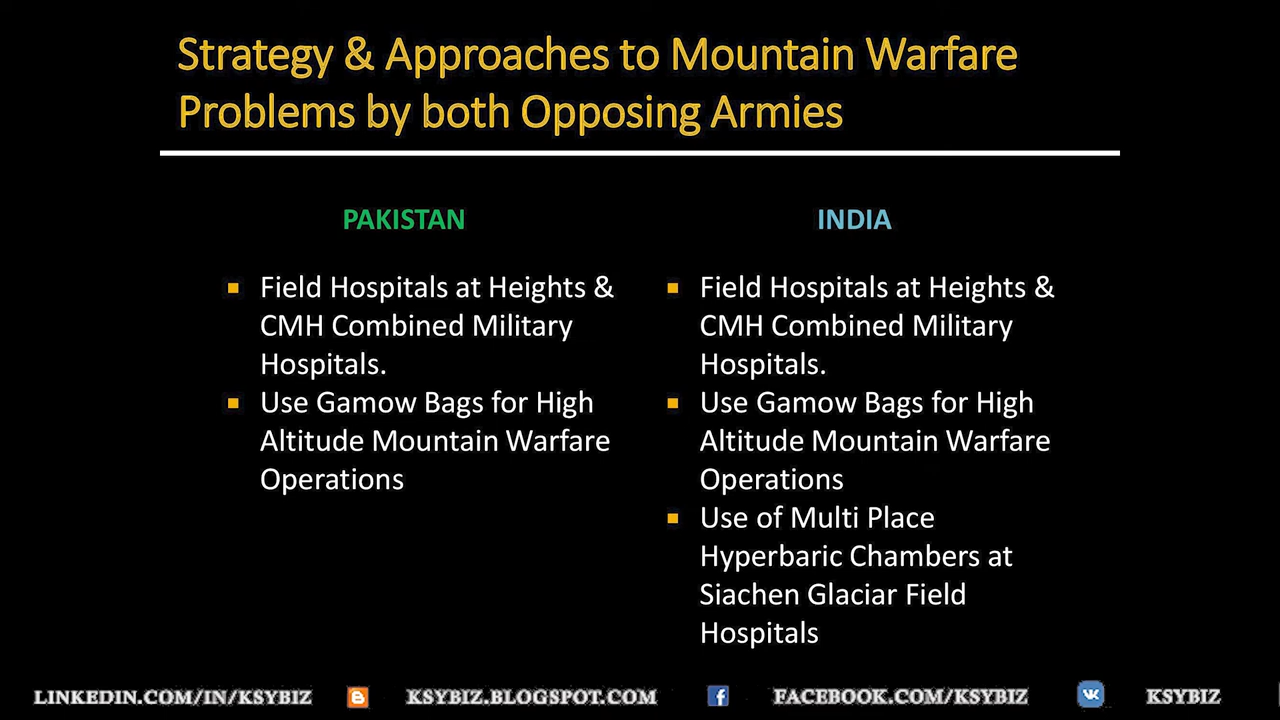 Strategy & Approaches to Mountain Warfare
Problems by both Opposing Armies
PAKISTAN
Field Hospitals at Heights &
CMH Combined Military
Hospitals.
Use Gamow Bags for High
Altitude Mountain Warfare
Operations
INDIA
Field Hospitals at Heights &
CMH Combined Military
Hospitals.
Use Gamow Bags for High
Altitude Mountain Warfare
Operations
Use of Multi Place
Hyperbaric Chambers at
Siachen Glaciar Field
Hospitals
LINKEDIN.COM/IN/KSYBIZ KSYBIZ.BLOGSPOT.COM FACEBOOK.COM/KSYBIZ KSYBIZ